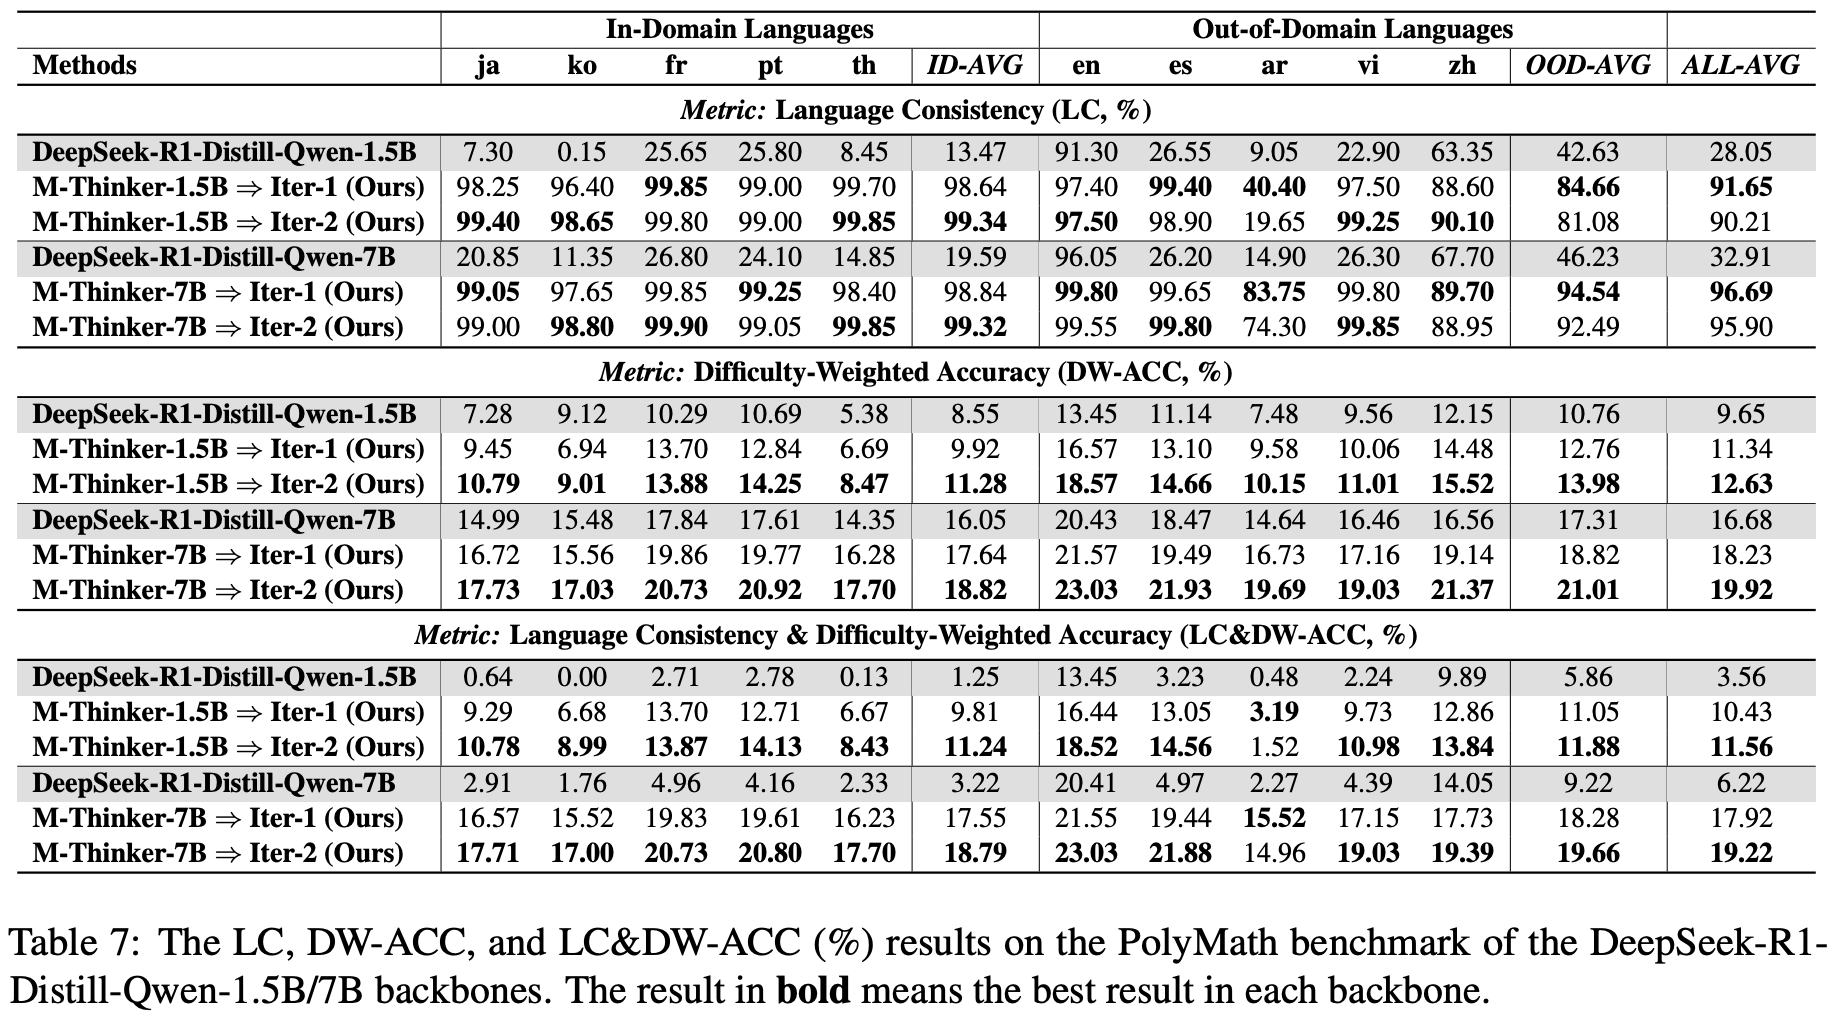 In-Domain Languages Out-of-Domain Languages
Methods ja ko fr pt th ID-AVG en es ar vi zh OOD-AVG ALL-AVG
Metric: Language Consistency (LC, %)
DeepSeek-R1-Distill-Qwen-1.5B 7.30 0.15 25.65 25.80 8.45 13.47 91.30 26.55 9.05 22.90 63.35 42.63 28.05
M-Thinker-1.5B ⇒ Iter-1 (Ours) 98.25 96.40 99.85 99.00 99.70 98.64 97.40 99.40 40.40 97.50 88.60 84.66 91.65
M-Thinker-1.5B ⇒ Iter-2 (Ours) 99.40 98.65 99.80 99.00 99.85 99.34 97.50 98.90 19.65 99.25 90.10 81.08 90.21
DeepSeek-R1-Distill-Qwen-7B 20.85 11.35 26.80 24.10 14.85 19.59 96.05 26.20 14.90 26.30 67.70 46.23 32.91
M-Thinker-7B ⇒ Iter-1 (Ours) 99.05 97.65 99.85 99.25 98.40 98.84 99.80 99.65 83.75 99.80 89.70 94.54 96.69
M-Thinker-7B ⇒ Iter-2 (Ours) 99.00 98.80 99.90 99.05 99.85 99.32 99.55 99.80 74.30 99.85 88.95 92.49 95.90
Metric: Difficulty-Weighted Accuracy (DW-ACC, %)
DeepSeek-R1-Distill-Qwen-1.5B 7.28 9.12 10.29 10.69 5.38 8.55 13.45 11.14 7.48 9.56 12.15 10.76 9.65
M-Thinker-1.5B ⇒ Iter-1 (Ours) 9.45 6.94 13.70 12.84 6.69 9.92 16.57 13.10 9.58 10.06 14.48 12.76 11.34
M-Thinker-1.5B ⇒ Iter-2 (Ours) 10.79 9.01 13.88 14.25 8.47 11.28 18.57 14.66 10.15 11.01 15.52 13.98 12.63
DeepSeek-R1-Distill-Qwen-7B 14.99 15.48 17.84 17.61 14.35 16.05 20.43 18.47 14.64 16.46 16.56 17.31 16.68
M-Thinker-7B ⇒ Iter-1 (Ours) 16.72 15.56 19.86 19.77 16.28 17.64 21.57 19.49 16.73 17.16 19.14 18.82 18.23
M-Thinker-7B ⇒ Iter-2 (Ours) 17.73 17.03 20.73 20.92 17.70 18.82 23.03 21.93 19.69 19.03 21.37 21.01 19.92
Metric: Language Consistency & Difficulty-Weighted Accuracy (LC&DW-ACC, %)
DeepSeek-R1-Distill-Qwen-1.5B 0.64 0.00 2.71 2.78 0.13 1.25 13.45 3.23 0.48 2.24 9.89 5.86 3.56
M-Thinker-1.5B ⇒ Iter-1 (Ours) 9.29 6.68 13.70 12.71 6.67 9.81 16.44 13.05 3.19 9.73 12.86 11.05 10.43
M-Thinker-1.5B ⇒ Iter-2 (Ours) 10.78 8.99 13.87 14.13 8.43 11.24 18.52 14.56 1.52 10.98 13.84 11.88 11.56
DeepSeek-R1-Distill-Qwen-7B 2.91 1.76 4.96 4.16 2.33 3.22 20.41 4.97 2.27 4.39 14.05 9.22 6.22
M-Thinker-7B ⇒ Iter-1 (Ours) 16.57 15.52 19.83 19.61 16.23 17.55 21.55 19.44 15.52 17.15 17.73 18.28 17.92
M-Thinker-7B ⇒ Iter-2 (Ours) 17.71 17.00 20.73 20.80 17.70 18.79 23.03 21.88 14.96 19.03 19.39 19.66 19.22
Table 7: The LC, DW-ACC, and LC&DW-ACC (%) results on the PolyMath benchmark of the DeepSeek-R1-
Distill-Qwen-1.5B/7B backbones. The result in bold means the best result in each backbone.